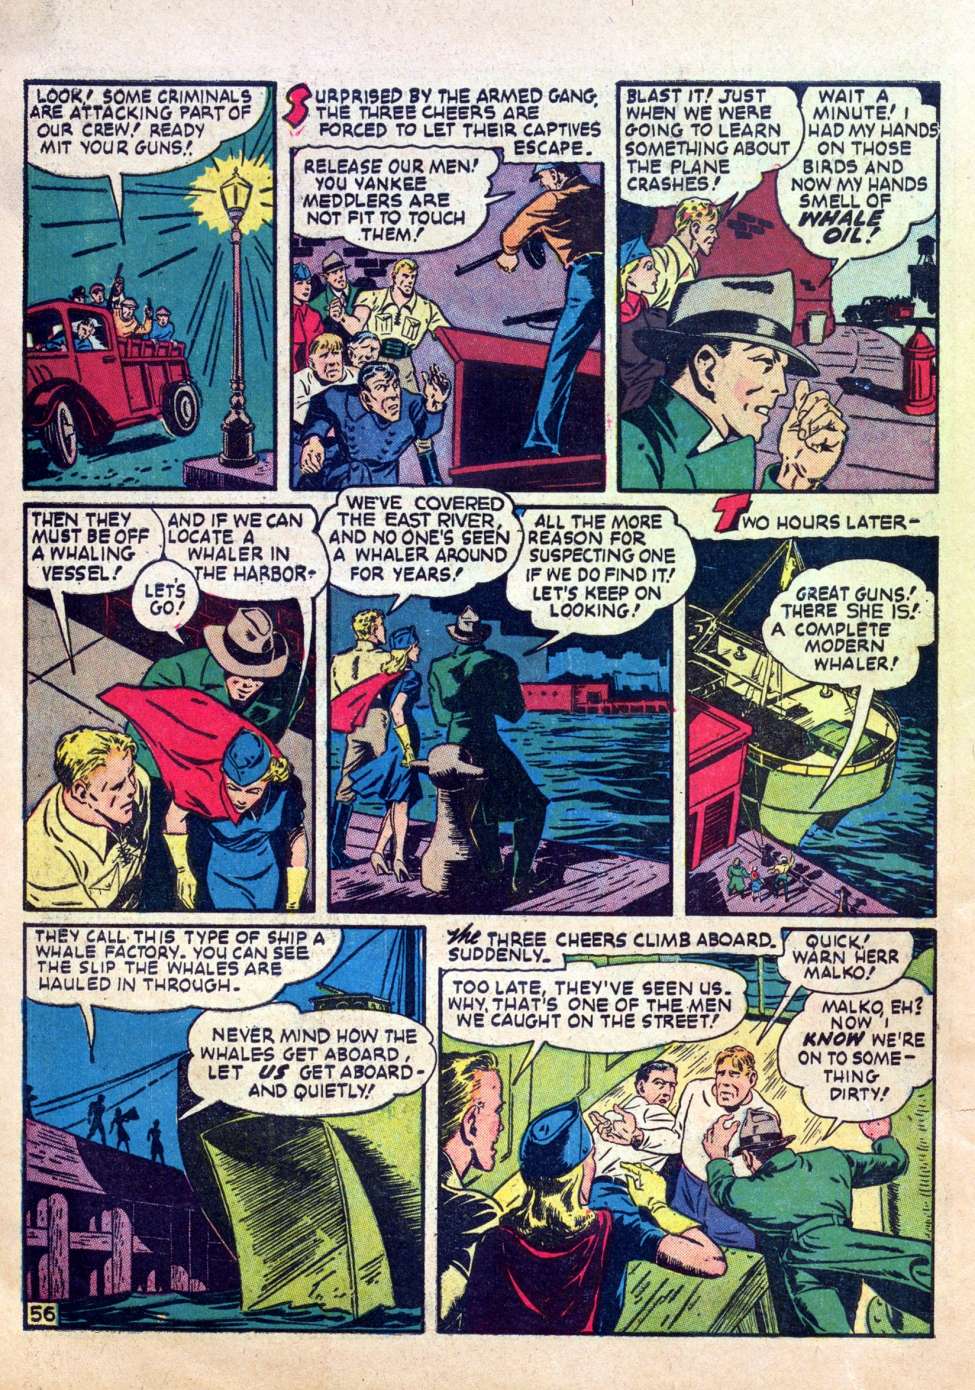 LOOK! SOME CRIMINALS
ARE ATTACKING PART OF
OUR CREW! READY
MIT YOUR GUNS!!
SURPRISED BY THE ARMED GANG,
THE THREE CHEERS ARE
FORCED TO LET THEIR CAPTIVES
ESCAPE.
RELEASE OUR MEN!
YOU YANKEE
MEDDLERS ARE
NOT FIT TO TOUCH
THEM!
BLAST IT! JUST
WHEN WE WERE
GOING TO LEARN
SOMETHING ABOUT
THE PLANE
CRASHES!
WAIT A
MINUTE! I
HAD MY HANDS
ON THOSE
BIRDS AND
NOW MY HANDS
SMELL OF
WHALE
OIL!
THEN THEY
MUST BE OFF
A WHALING
VESSEL!
LET'S
GO!
AND IF WE CAN
LOCATE A
WHALER IN
THE HARBOR-
WE'VE COVERED
THE EAST RIVER,
AND NO ONE'S SEEN
A WHALER AROUND
FOR YEARS!
ALL THE MORE
REASON FOR
SUSPECTING ONE
IF WE DO FIND IT!
LET'S KEEP ON
LOOKING!
TWO HOURS LATER-
GREAT GUNS!
THERE SHE IS!
A COMPLETE
MODERN
WHALER!
THEY CALL THIS TYPE OF SHIP A
WHALE FACTORY. YOU CAN SEE
THE SLIP THE WHALES ARE
HAULED IN THROUGH.
NEVER MIND HOW THE
WHALES GET ABOARD,
LET US GET ABOARD-
AND QUIETLY!
THE THREE CHEERS CLIMB ABOARD.
SUDDENLY-
TOO LATE, THEY'VE SEEN US.
WHY, THAT'S ONE OF THE MEN
WE CAUGHT ON THE STREET!
QUICK!
WARN HERR
MALKO!
MALKO, EH?
NOW I
KNOW WE'RE
ON TO SOME-
THING
DIRTY!
56